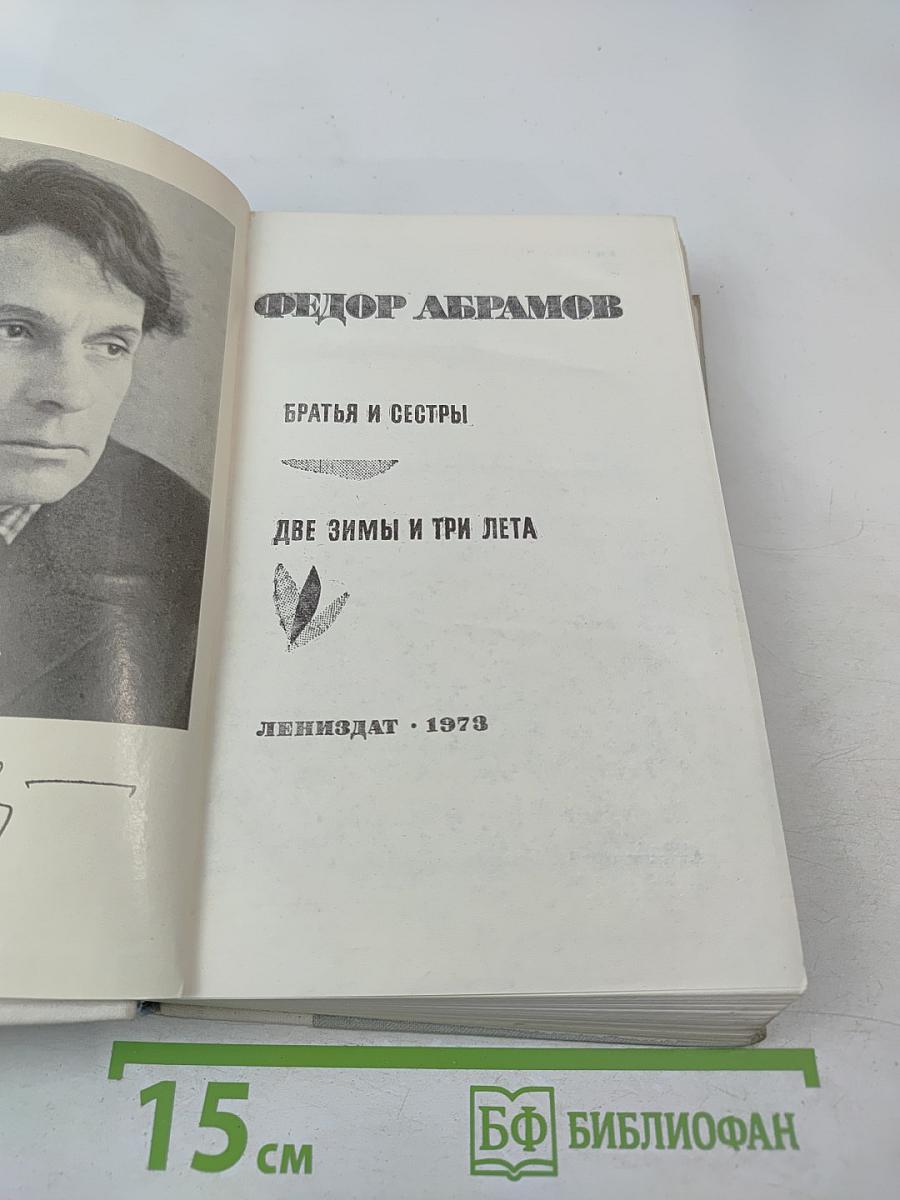 ФЕДОР АБРАМОВ
БРАТЬЯ И СЕСТРЫ
ДВЕ ЗИМЫ И ТРИ ЛЕТА
ЛЕНИЗДАТ · 1973
15 см
БФ БИБЛИОФАН